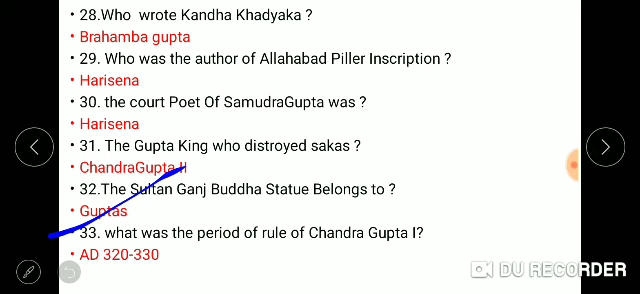 • 28.Who wrote Kandha Khadyaka ?
• Brahamba gupta
• 29. Who was the author of Allahabad Piller Inscription ?
• Harisena
• 30. the court Poet Of SamudraGupta was ?
• Harisena
• 31. The Gupta King who distroyed sakas ?
• ChandraGupta II
• 32.The Sultan Ganj Buddha Statue Belongs to ?
• Guptas
• 33. what was the period of rule of Chandra Gupta I?
• AD 320-330
DU RECORDER